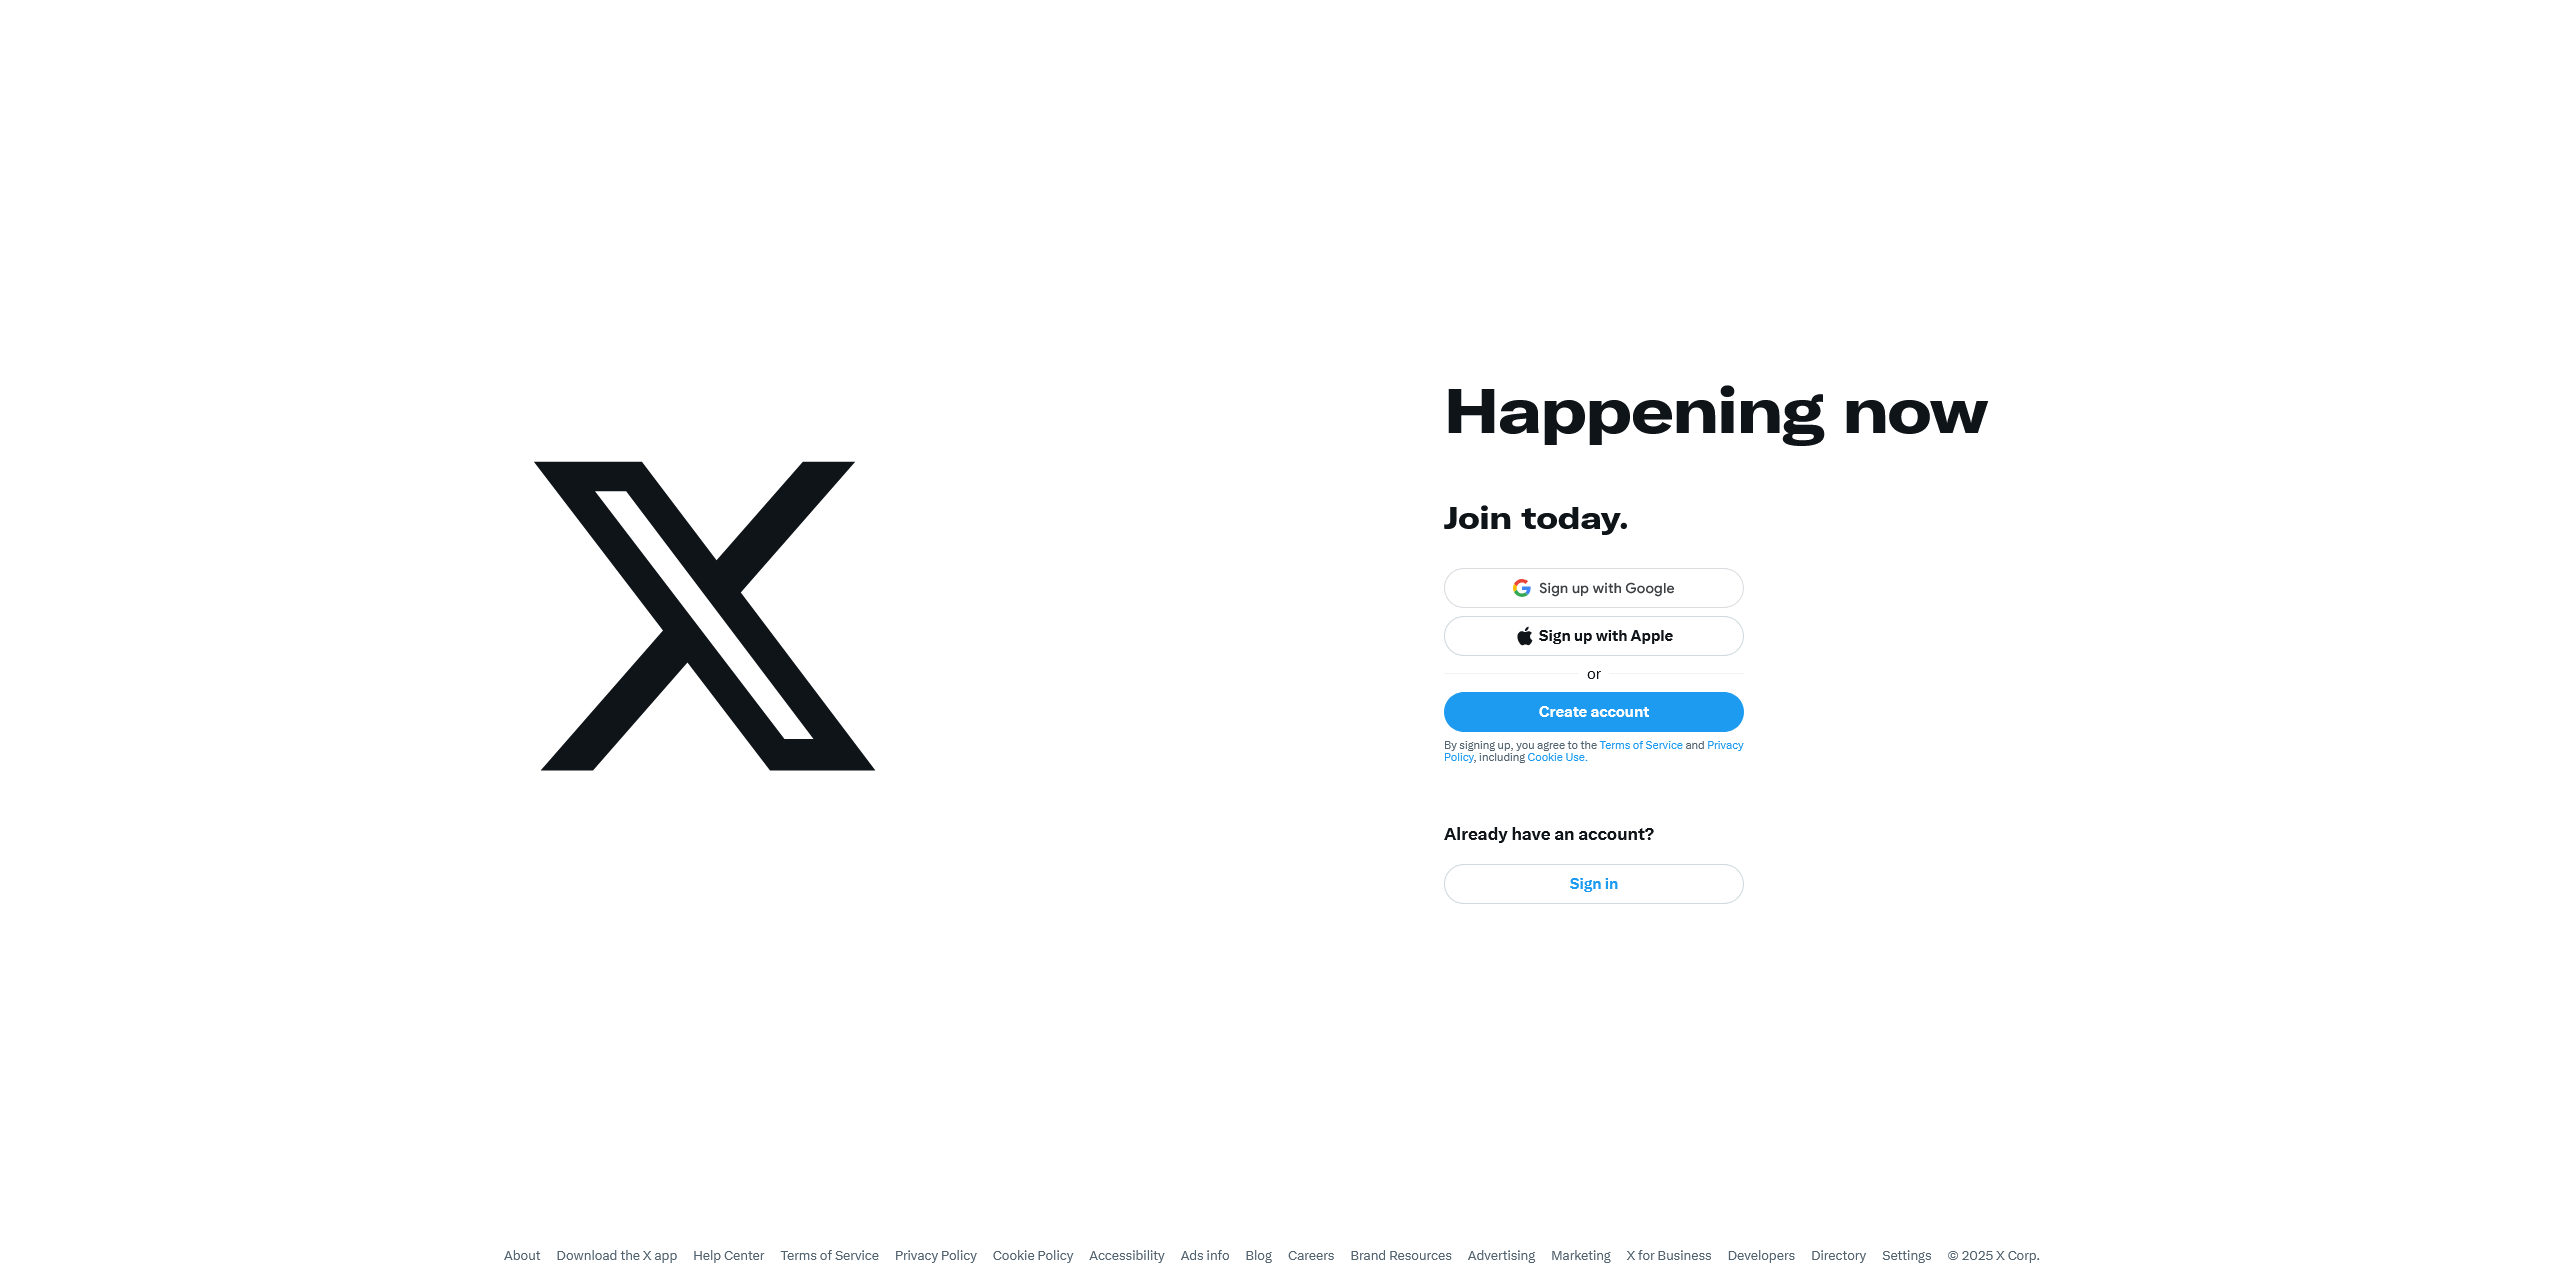 Happening now
Join today.
Sign up with Google
Sign up with Apple
or
Create account
By signing up, you agree to the Terms of Service and Privacy
Policy, including Cookie Use.
Already have an account?
Sign in
About Download the X app Help Center Terms of Service Privacy Policy Cookie Policy Accessibility Ads info Blog Careers Brand Resources Advertising Marketing X for Business Developers Directory Settings © 2025 X Corp.